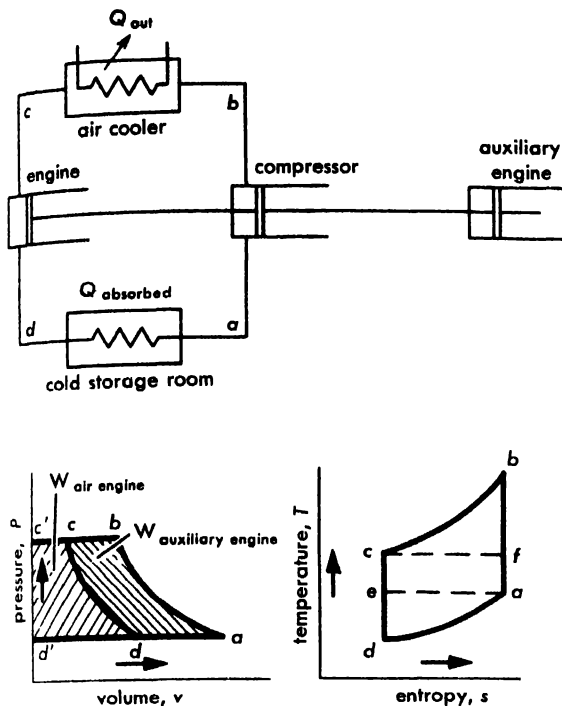 Q out
c
b
air cooler
engine
compressor
auxiliary
engine
Q absorbed
d
a
cold storage room
pressure, P
W air engine
c'
c
b
W auxiliary engine
d'
d
a
volume, v
temperature, T
b
c
f
e
a
d
entropy, s